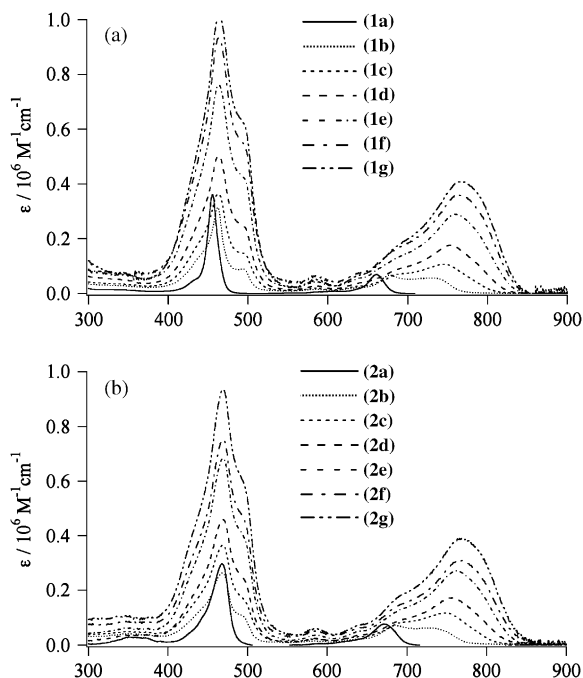 (a)
ε / 10⁶ M⁻¹cm⁻¹
1.0
0.8
0.6
0.4
0.2
0.0
300 400 500 600 700 800 900
(1a)
(1b)
(1c)
(1d)
(1e)
(1f)
(1g)
(b)
ε / 10⁶ M⁻¹cm⁻¹
1.0
0.8
0.6
0.4
0.2
0.0
300 400 500 600 700 800 900
(2a)
(2b)
(2c)
(2d)
(2e)
(2f)
(2g)